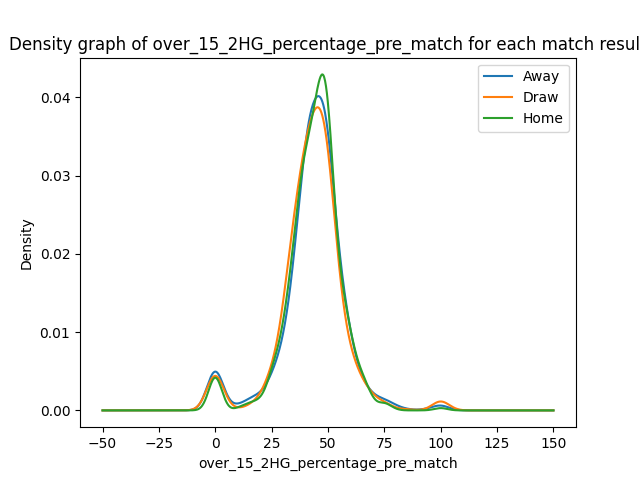 Density graph of over_15_2HG_percentage_pre_match for each match resul
Away
Draw
Home
0.04
0.03
0.02
0.01
0.00
Density
−50
−25
0
25
50
75
100
125
150
over_15_2HG_percentage_pre_match